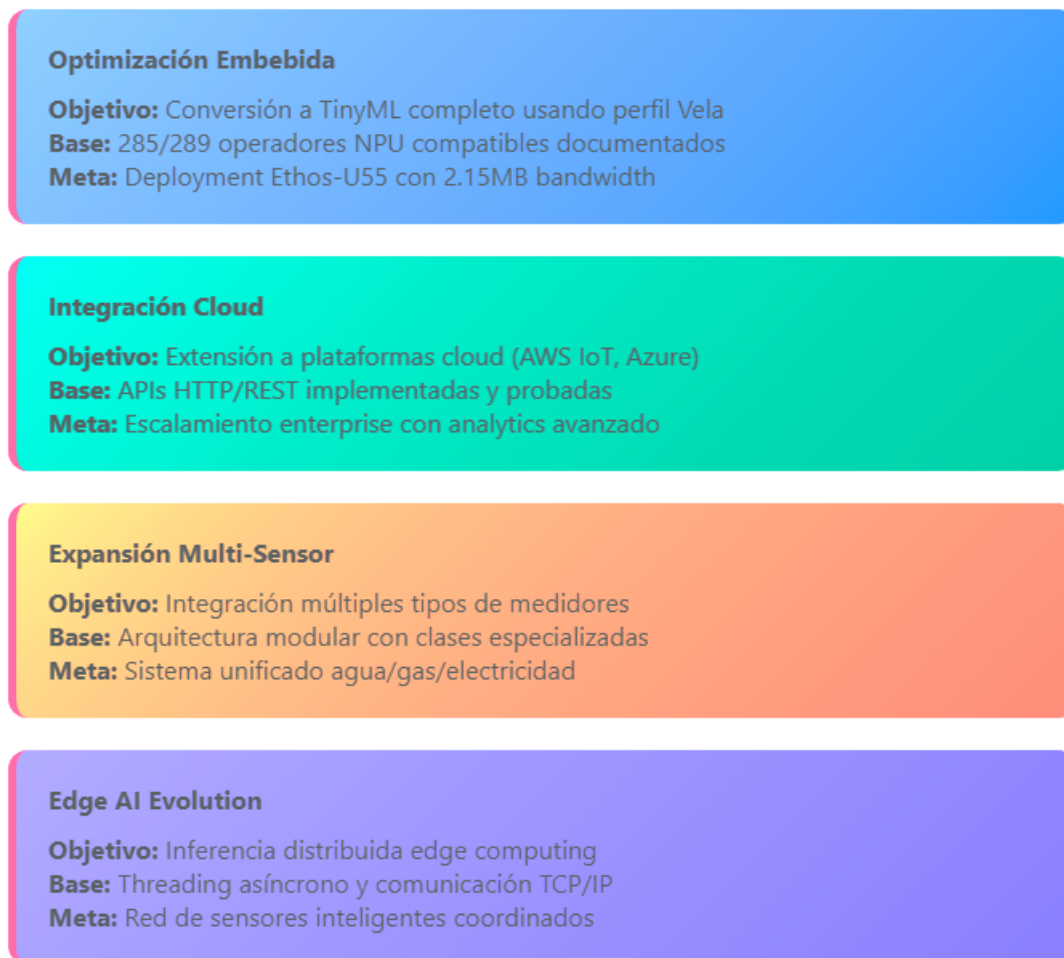 Optimización Embebida
Objetivo: Conversión a TinyML completo usando perfil Vela
Base: 285/289 operadores NPU compatibles documentados
Meta: Deployment Ethos-U55 con 2.15MB bandwidth
Integración Cloud
Objetivo: Extensión a plataformas cloud (AWS IoT, Azure)
Base: APIs HTTP/REST implementadas y probadas
Meta: Escalamiento enterprise con analytics avanzado
Expansión Multi-Sensor
Objetivo: Integración múltiples tipos de medidores
Base: Arquitectura modular con clases especializadas
Meta: Sistema unificado agua/gas/electricidad
Edge AI Evolution
Objetivo: Inferencia distribuida edge computing
Base: Threading asíncrono y comunicación TCP/IP
Meta: Red de sensores inteligentes coordinados